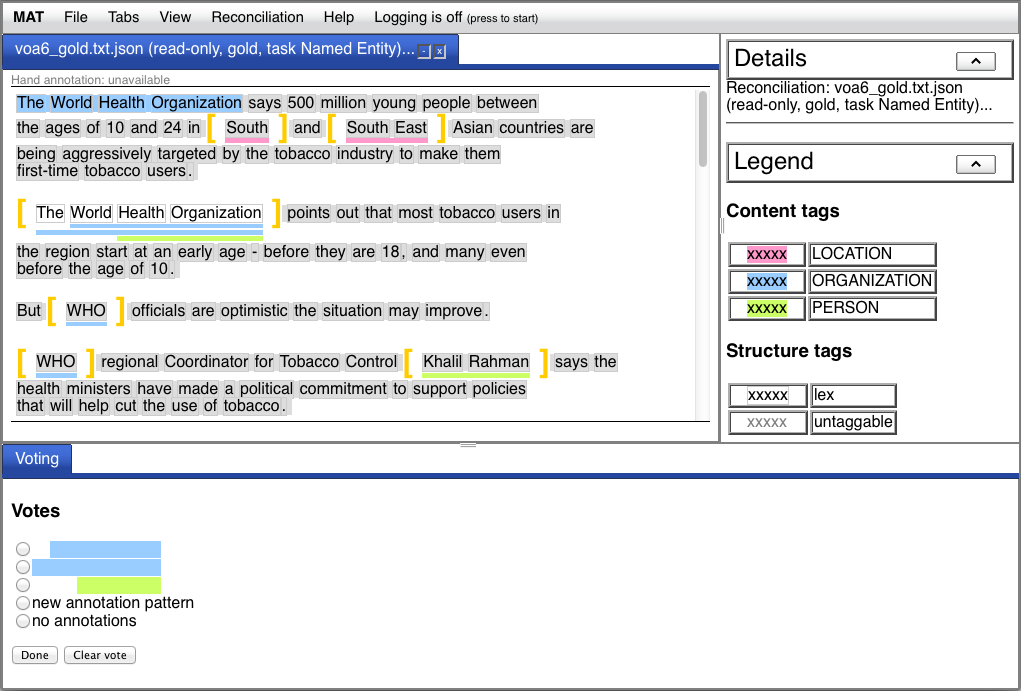 MAT File Tabs View Reconciliation Help Logging is off (press to start)
voa6_gold.txt.json (read-only, gold, task Named Entity)... - x
Hand annotation: unavailable
The World Health Organization says 500 million young people between
the ages of 10 and 24 in [ South ] and [ South East ] Asian countries are
being aggressively targeted by the tobacco industry to make them
first-time tobacco users.
[ The World Health Organization ] points out that most tobacco users in
the region start at an early age - before they are 18, and many even
before the age of 10.
But [ WHO ] officials are optimistic the situation may improve.
[ WHO ] regional Coordinator for Tobacco Control [ Khalil Rahman ] says the
health ministers have made a political commitment to support policies
that will help cut the use of tobacco.
Details
Reconciliation: voa6_gold.txt.json
(read-only, gold, task Named Entity)...
Legend
Content tags
xxxxx LOCATION
xxxxx ORGANIZATION
xxxxx PERSON
Structure tags
xxxxx lex
xxxxx untaggable
Voting
Votes
new annotation pattern
no annotations
Done Clear vote